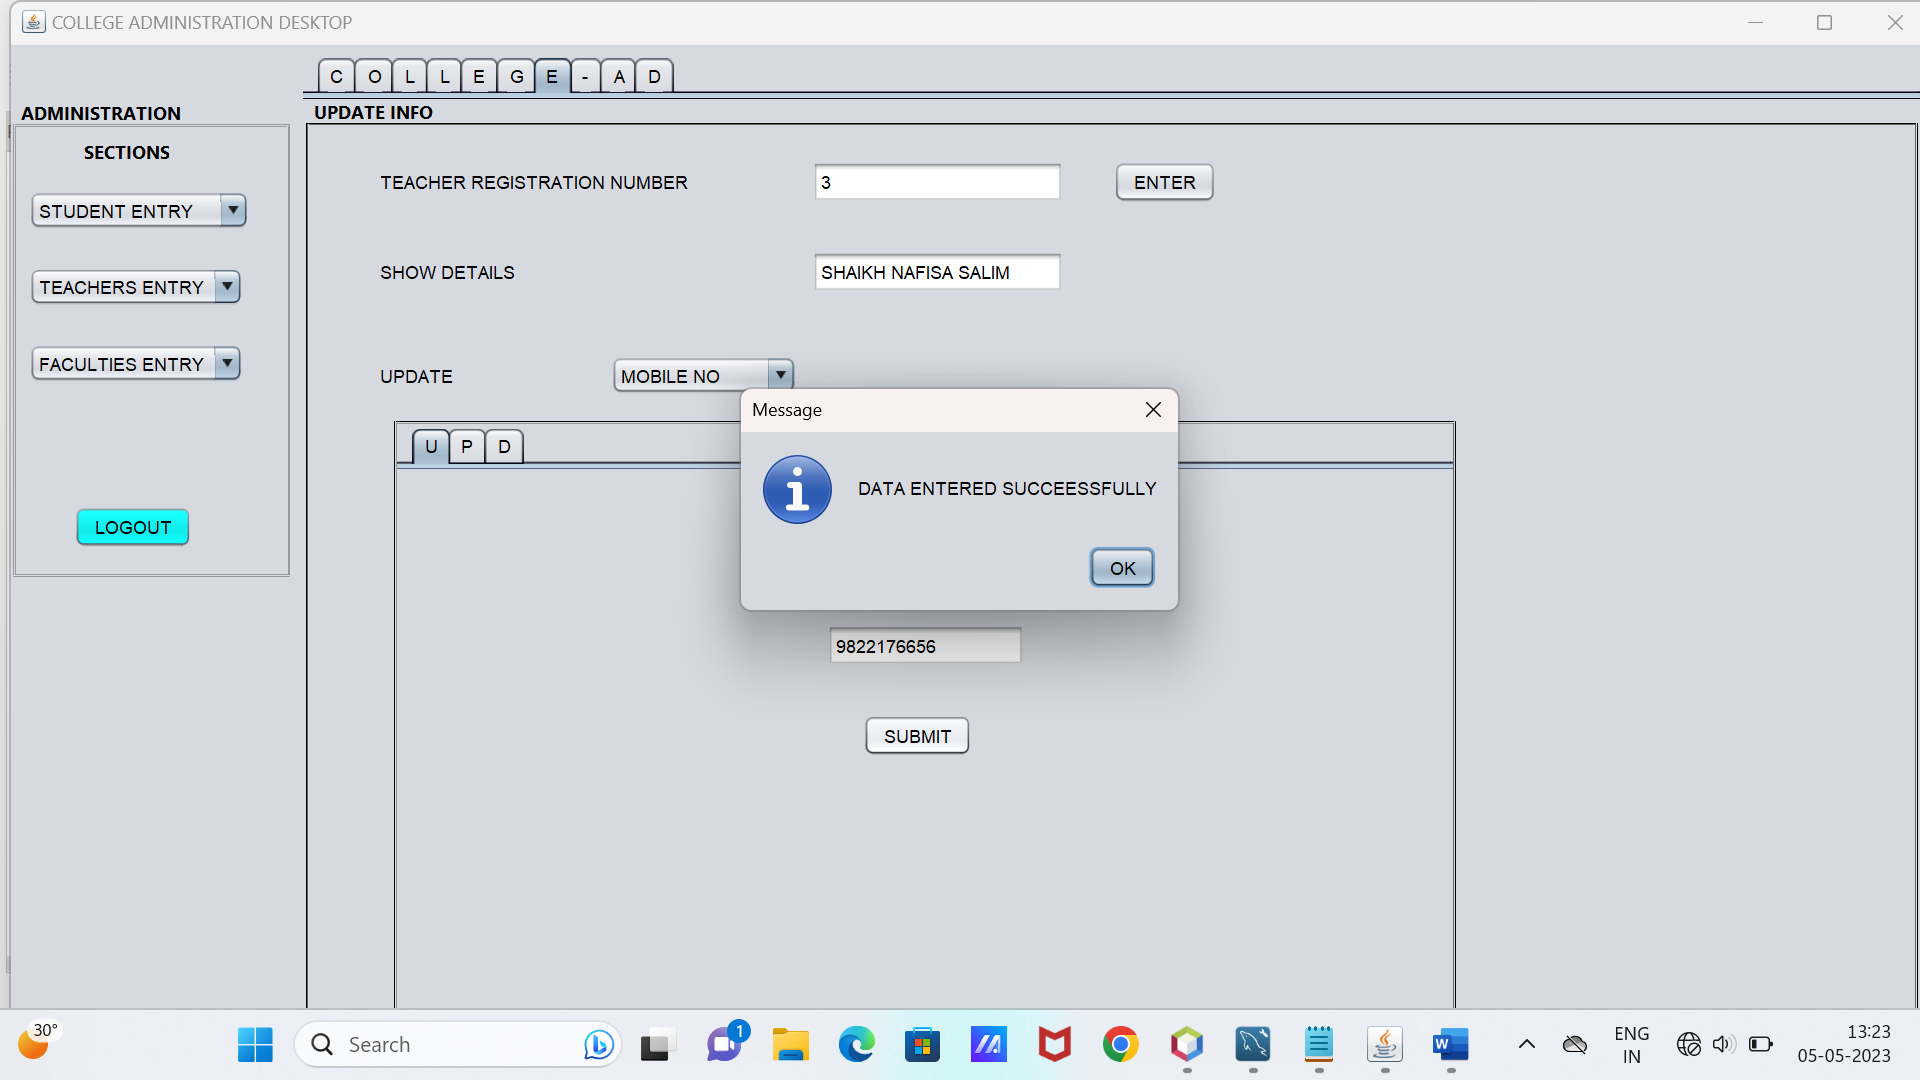 COLLEGE ADMINISTRATION DESKTOP
C O L L E G E - A D
ADMINISTRATION
UPDATE INFO
SECTIONS
STUDENT ENTRY
TEACHERS ENTRY
FACULTIES ENTRY
LOGOUT
TEACHER REGISTRATION NUMBER 3 ENTER
SHOW DETAILS SHAIKH NAFISA SALIM
UPDATE MOBILE NO
U P D
Message
DATA ENTERED SUCCEESSFULLY
OK
9822176656
SUBMIT
30°
Search
1
W
ENG
IN
13:23
05-05-2023